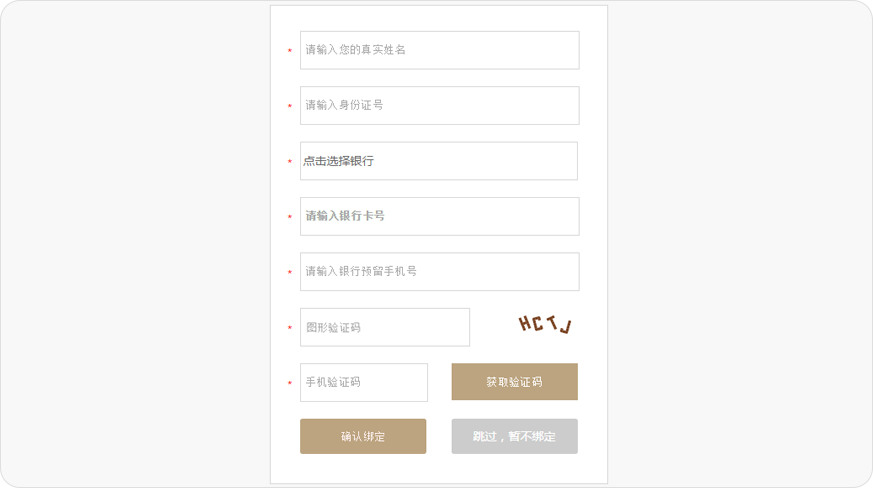 * 请输入您的真实姓名
* 请输入身份证号
* 点击选择银行
* 请输入银行卡号
* 请输入银行预留手机号
* 图形验证码 HCTJ
* 手机验证码 获取验证码
确认绑定 跳过，暂不绑定